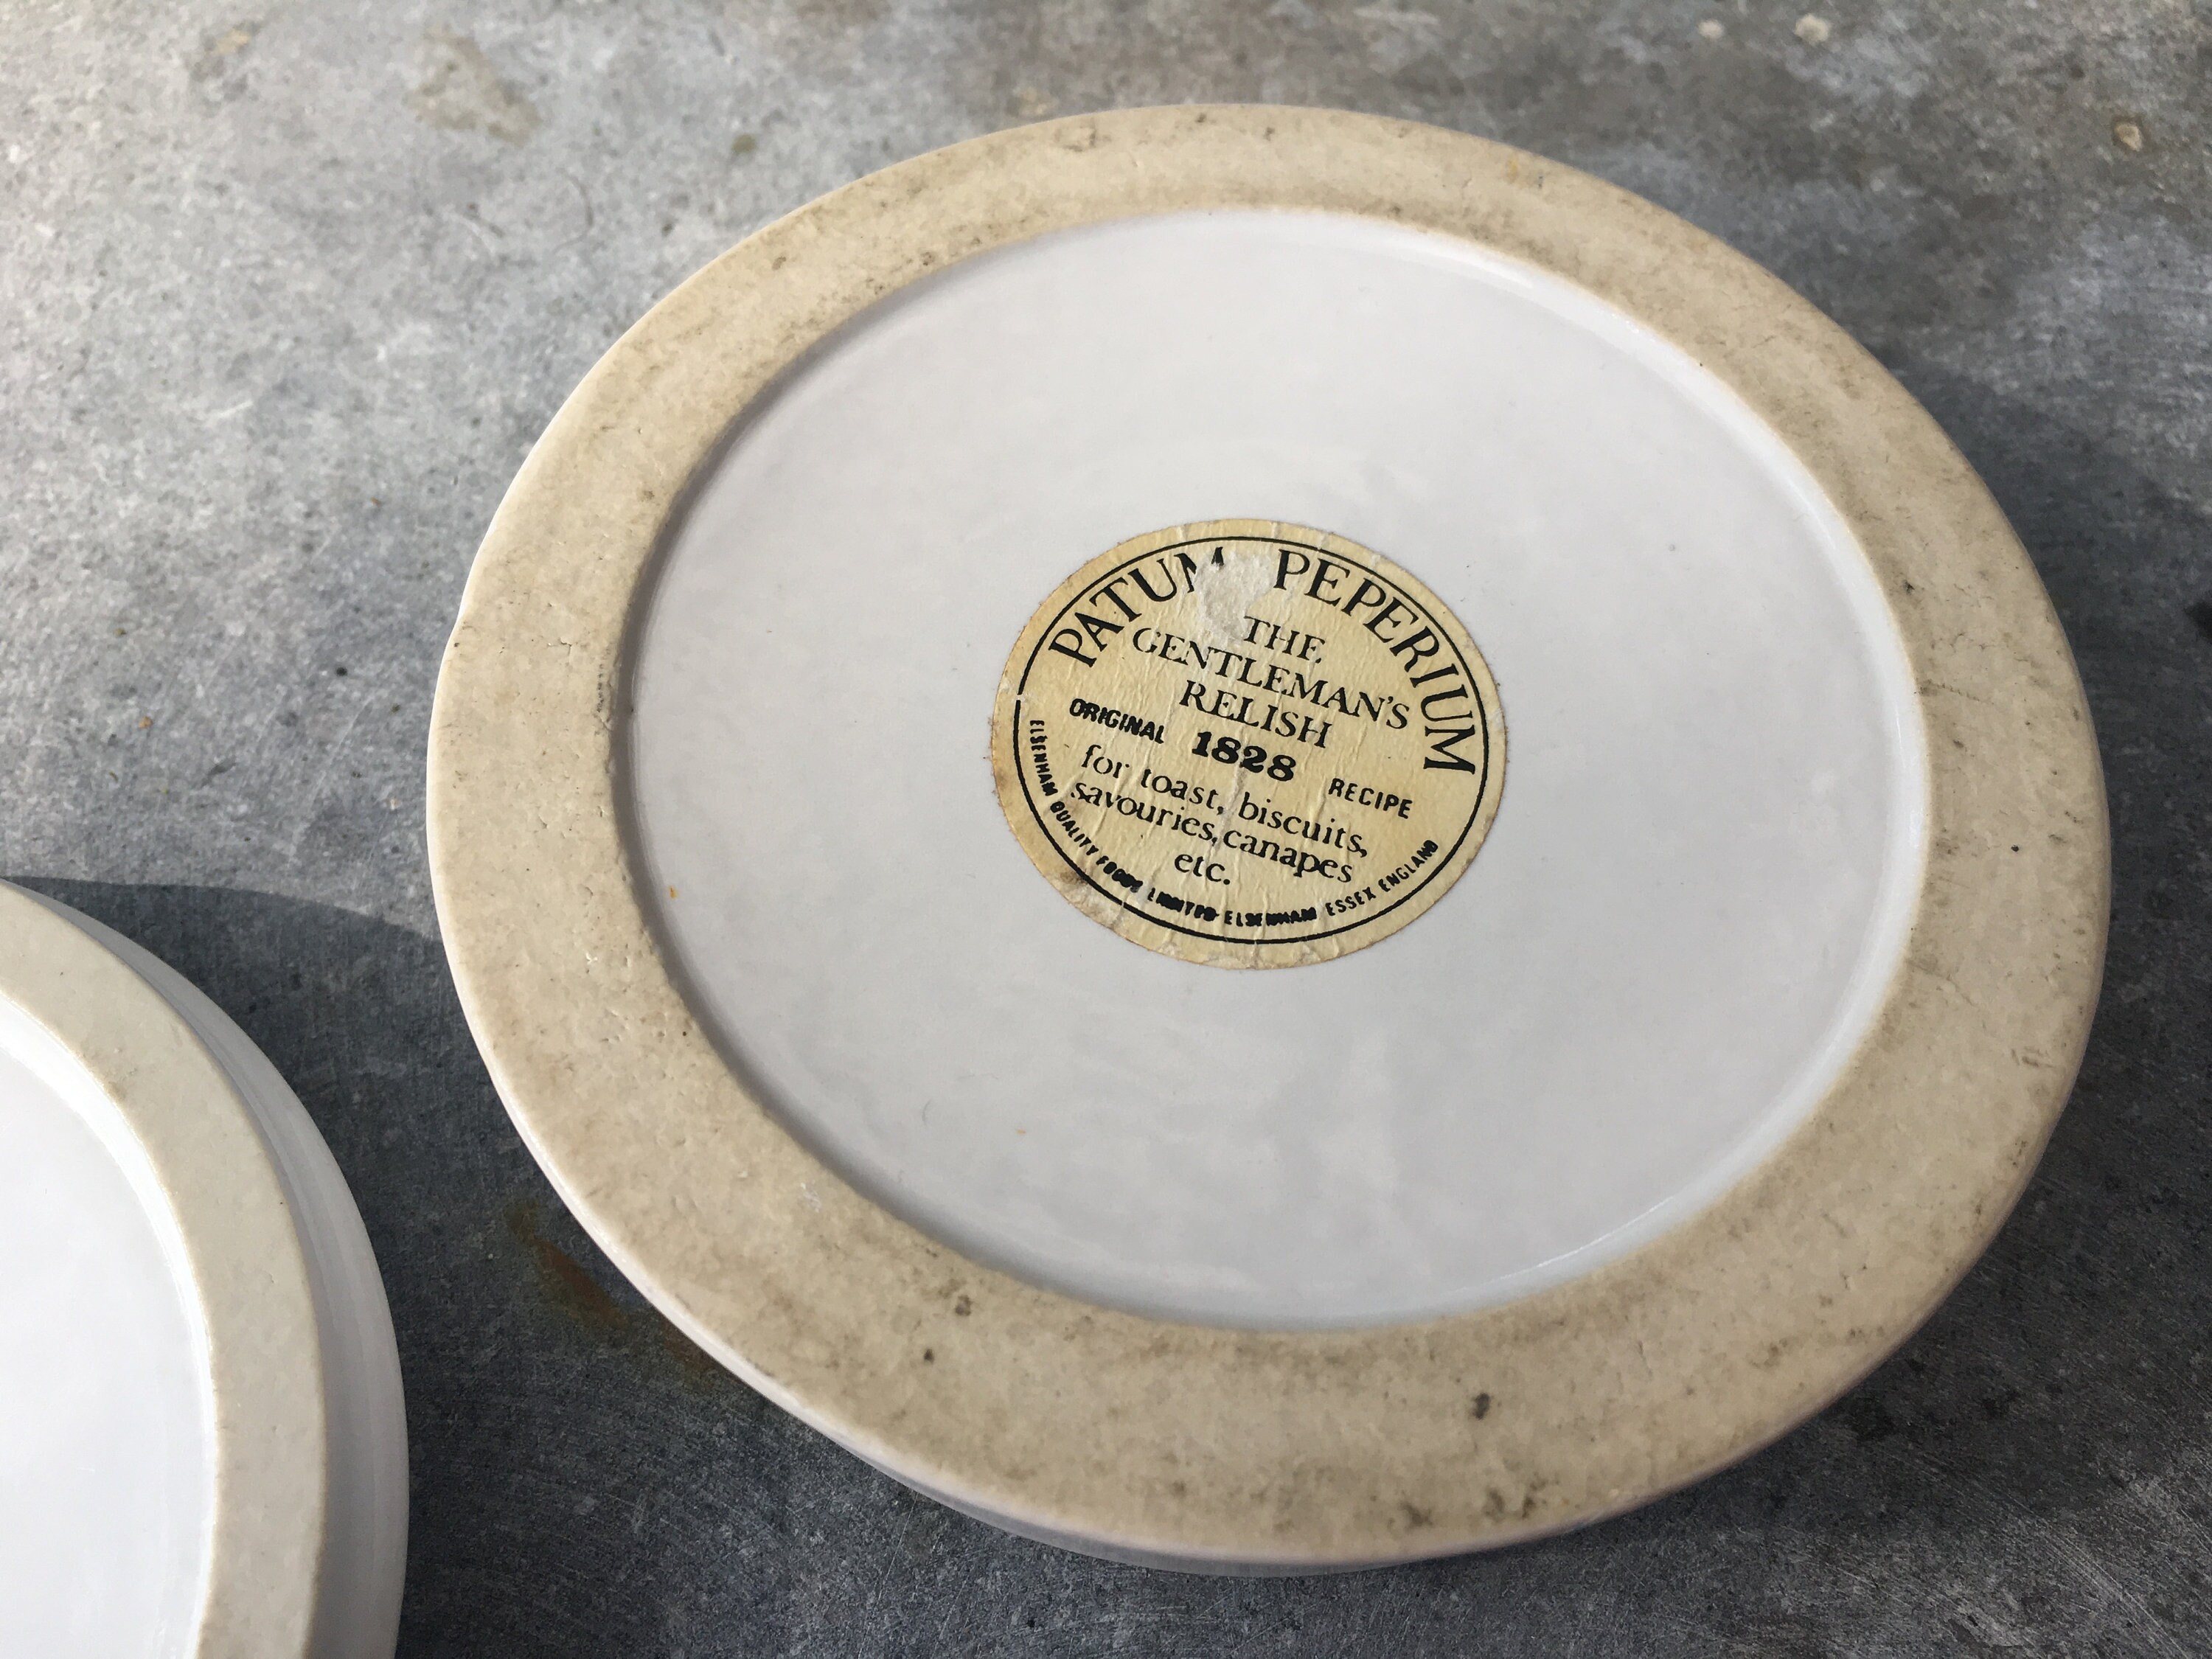 PATUM PEPERIUM
THE
GENTLEMAN'S
RELISH
ORIGINAL 1828 RECIPE
for toast, biscuits,
savouries, canapes
etc.
ELSENHAM QUALITY FOODS LIMITED · ELSENHAM ESSEX ENGLAND